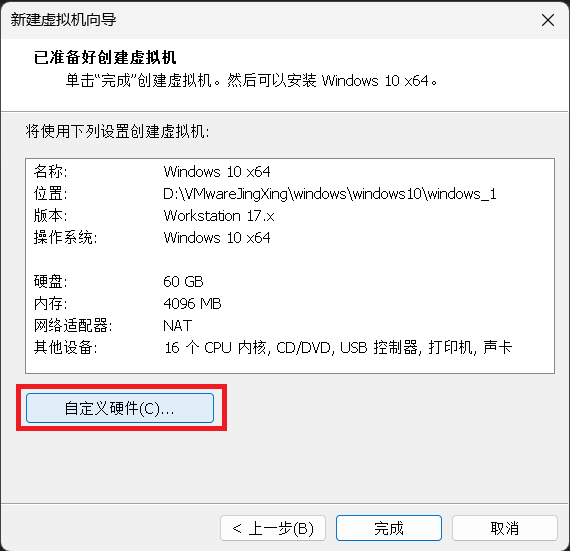 新建虚拟机向导
已准备好创建虚拟机
单击“完成”创建虚拟机。然后可以安装 Windows 10 x64。
将使用下列设置创建虚拟机:
名称: Windows 10 x64
位置: D:\VMwareJingXing\windows\windows10\windows_1
版本: Workstation 17.x
操作系统: Windows 10 x64
硬盘: 60 GB
内存: 4096 MB
网络适配器: NAT
其他设备: 16 个 CPU 内核, CD/DVD, USB 控制器, 打印机, 声卡
自定义硬件(C)...
< 上一步(B) 完成 取消